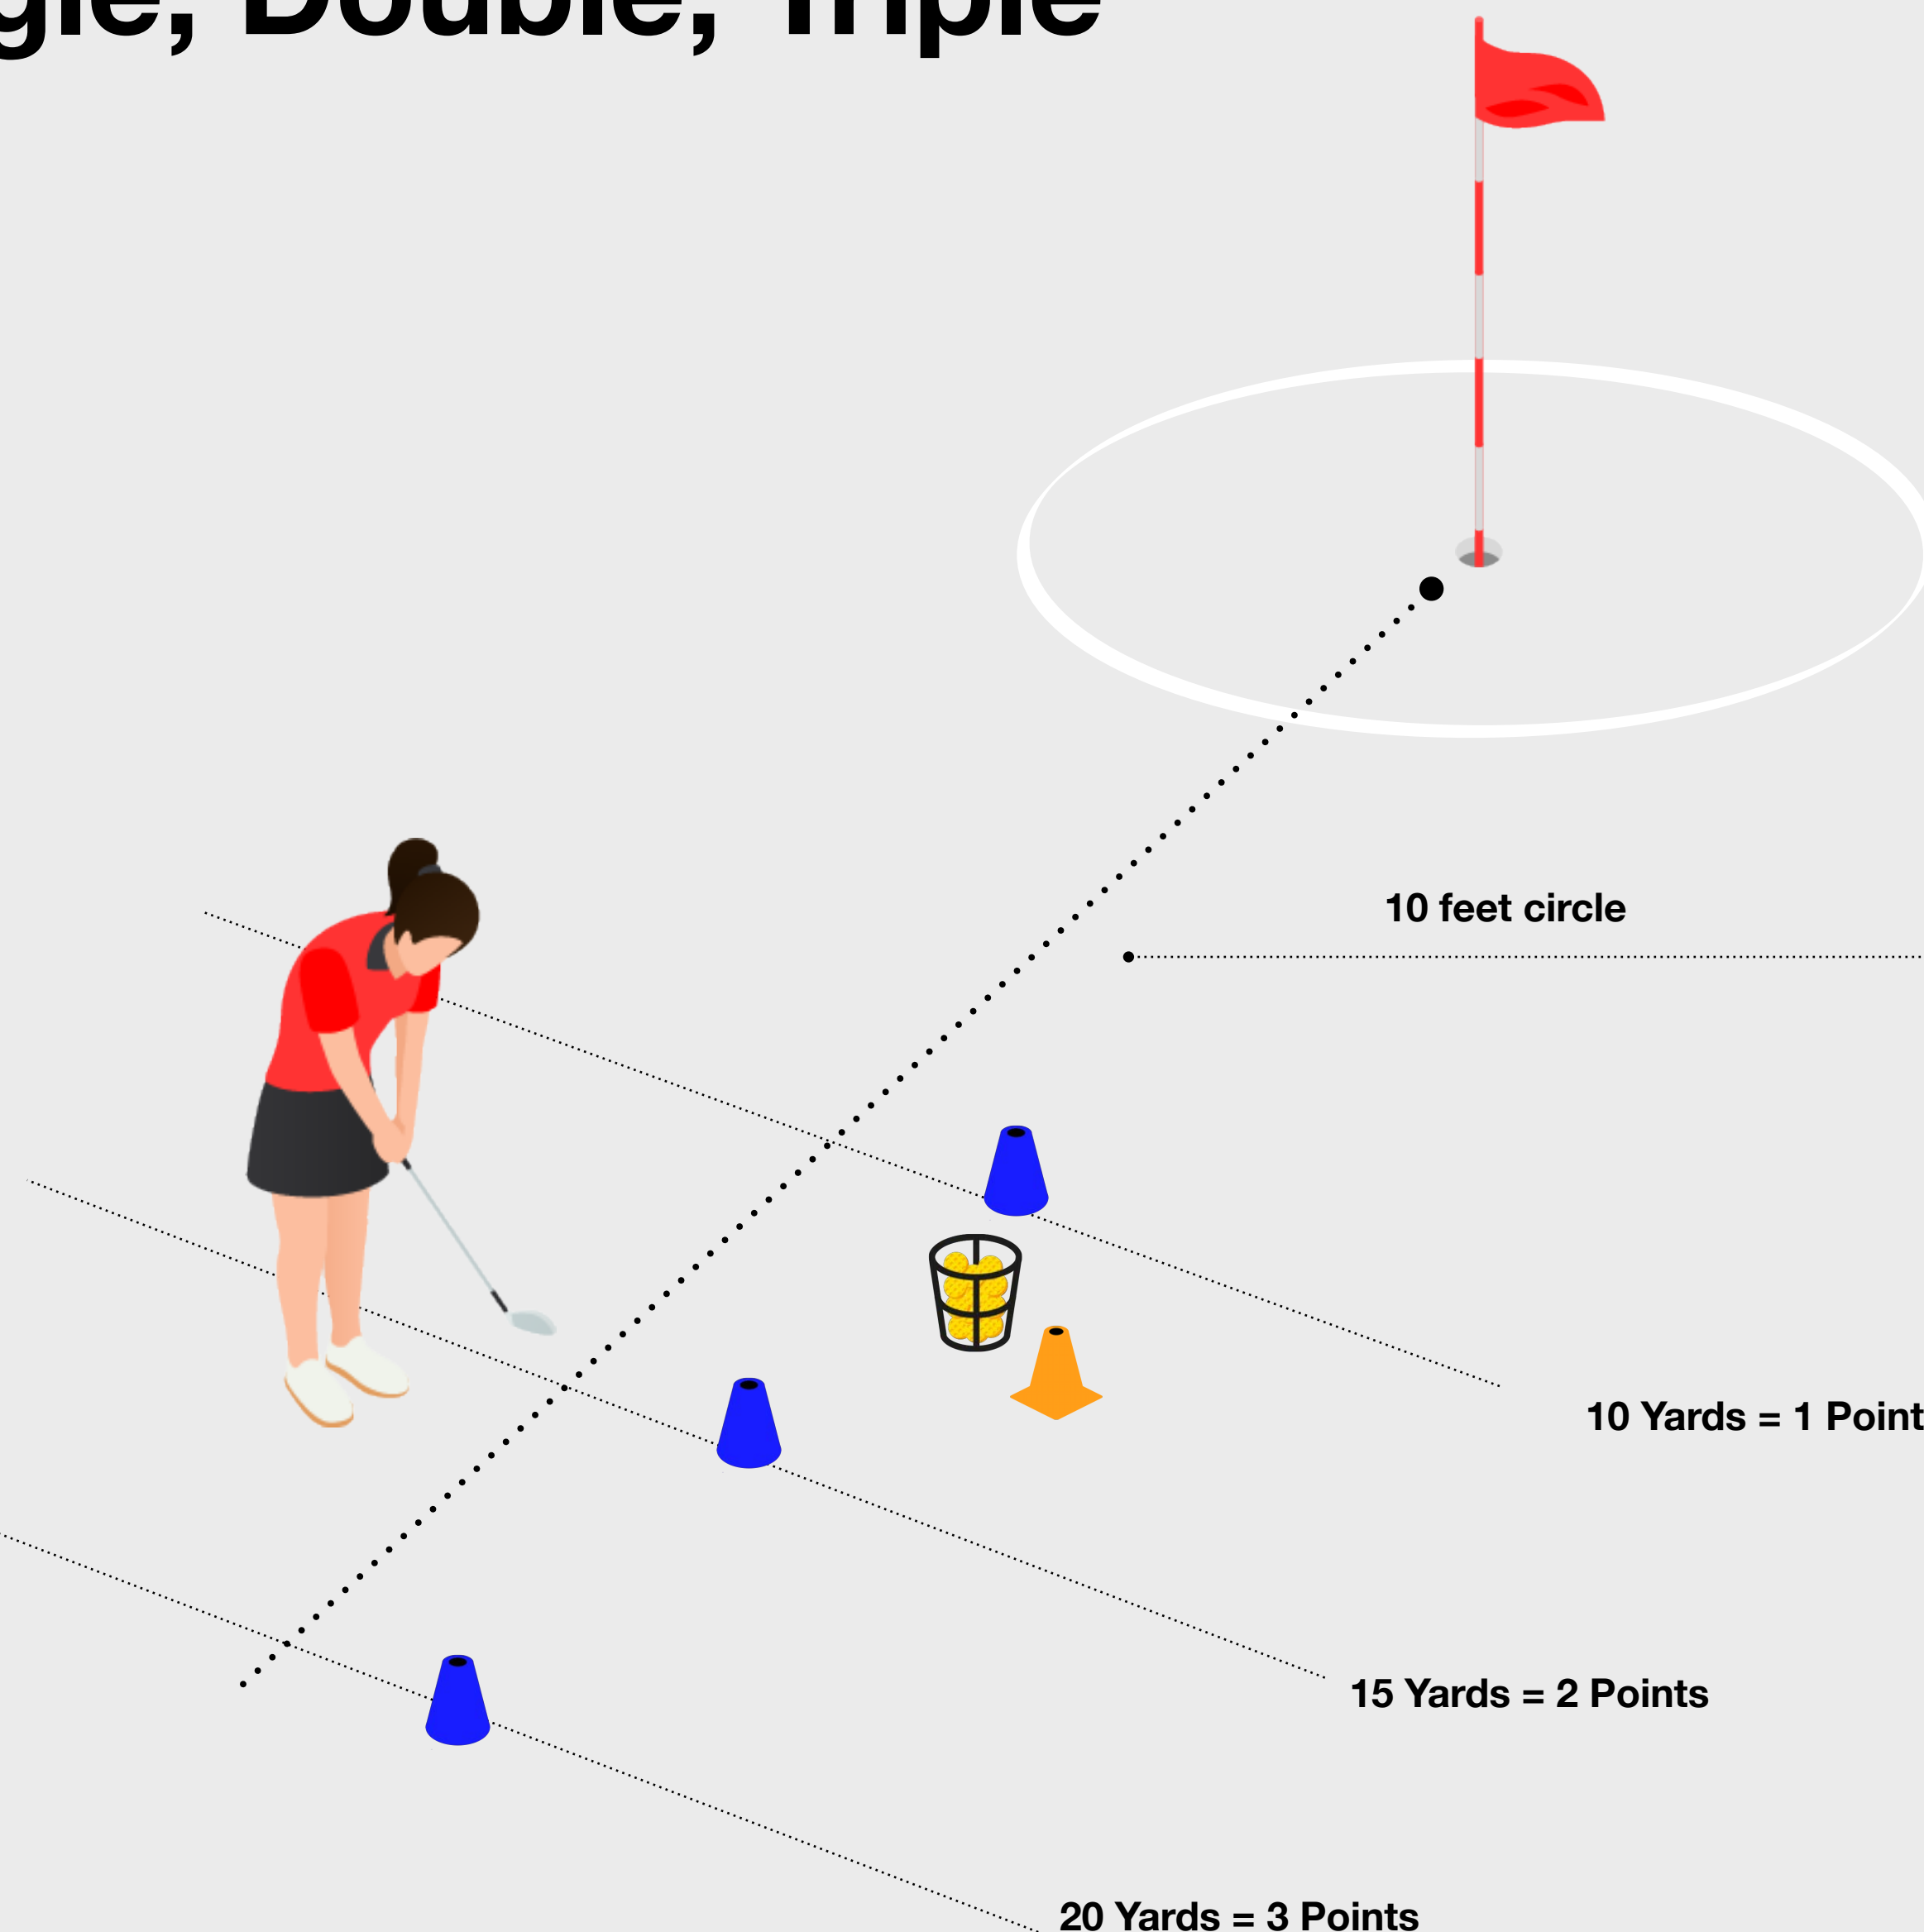 gle, Double, Triple
10 feet circle
10 Yards = 1 Point
15 Yards = 2 Points
20 Yards = 3 Points